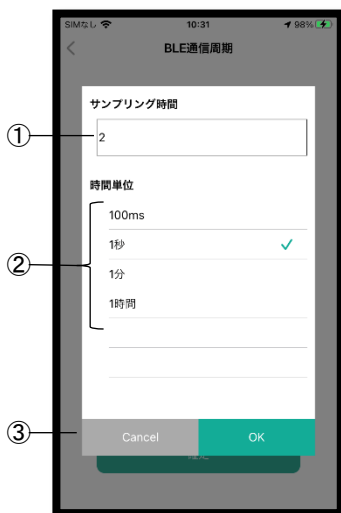 SIMなし 10:31 98%
BLE通信周期
サンプリング時間
① 2
時間単位
②
100ms
1秒
1分
1時間
③ Cancel OK
確定